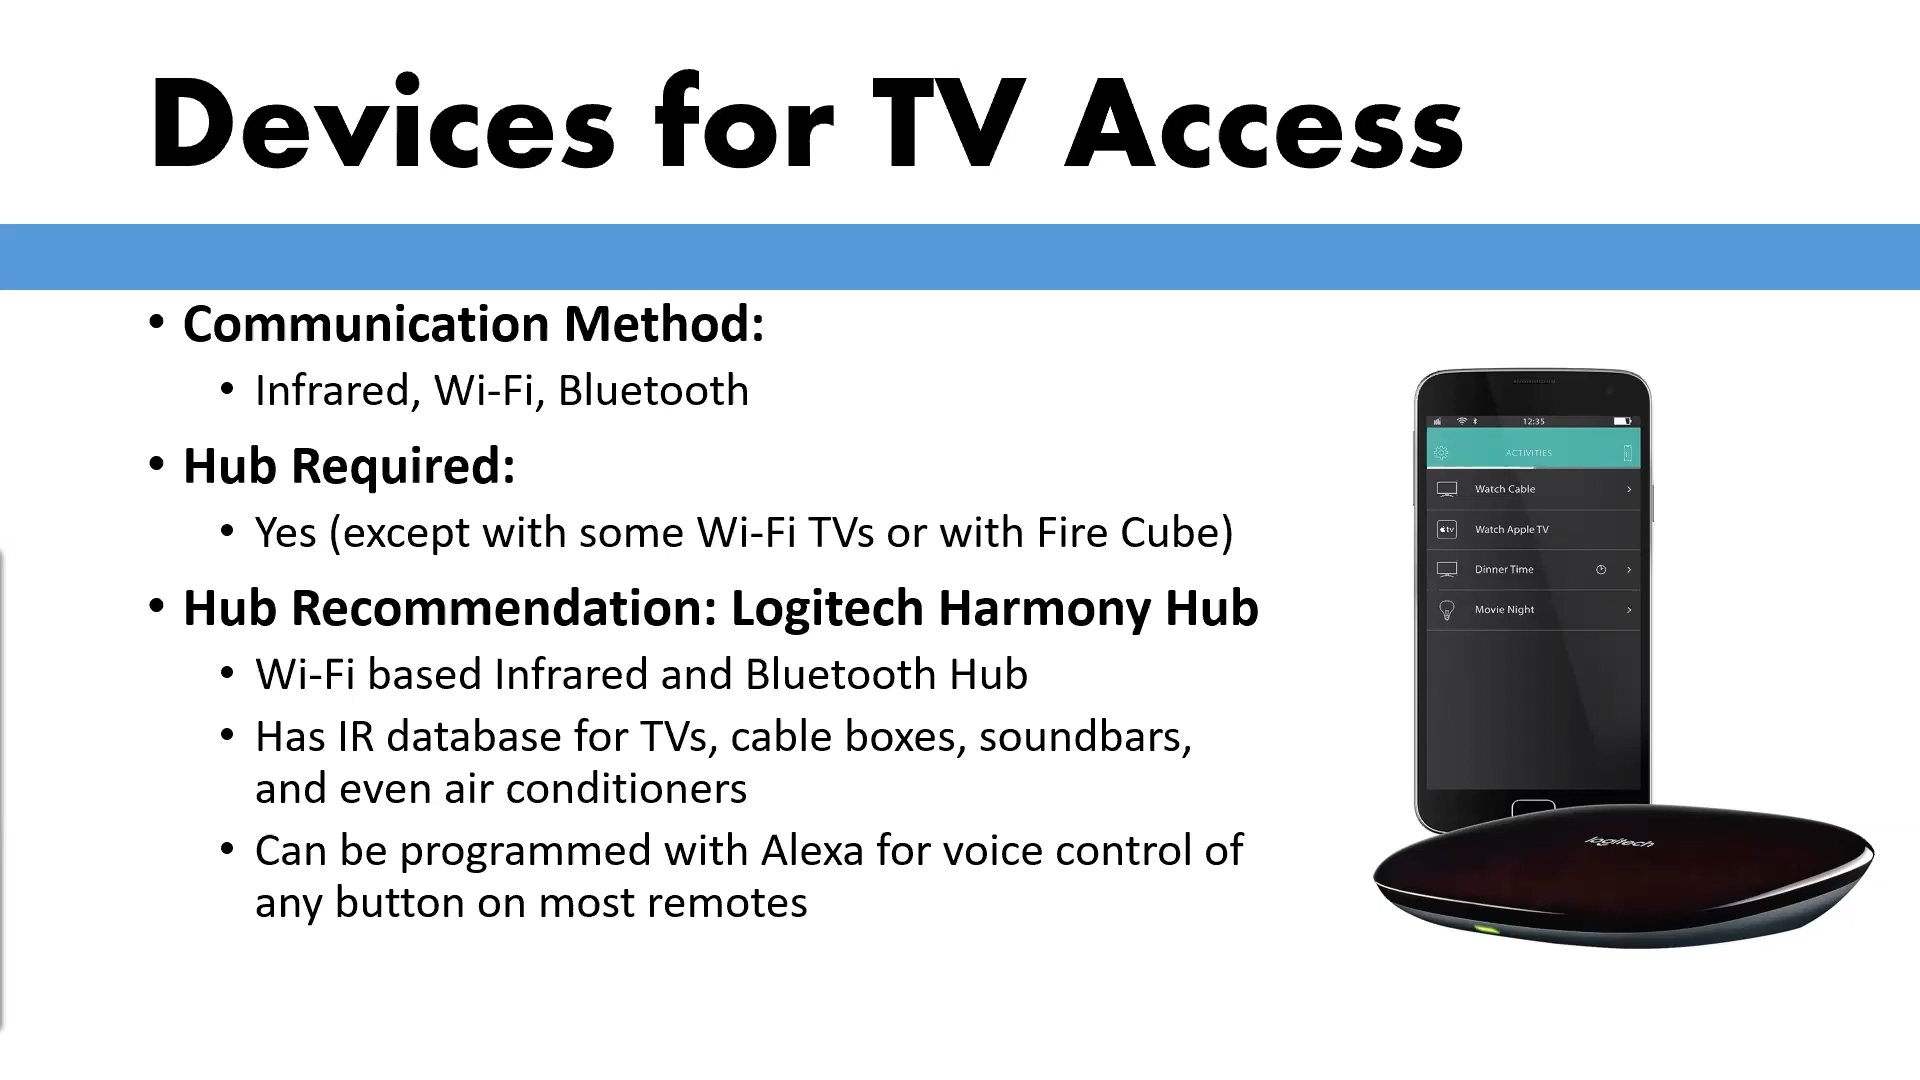 Devices for TV Access
• Communication Method:
• Infrared, Wi-Fi, Bluetooth
• Hub Required:
• Yes (except with some Wi-Fi TVs or with Fire Cube)
• Hub Recommendation: Logitech Harmony Hub
• Wi-Fi based Infrared and Bluetooth Hub
• Has IR database for TVs, cable boxes, soundbars,
and even air conditioners
• Can be programmed with Alexa for voice control of
any button on most remotes
12:35
ACTIVITIES
Watch Cable
tv
Watch Apple TV
Dinner Time
Movie Night
logitech